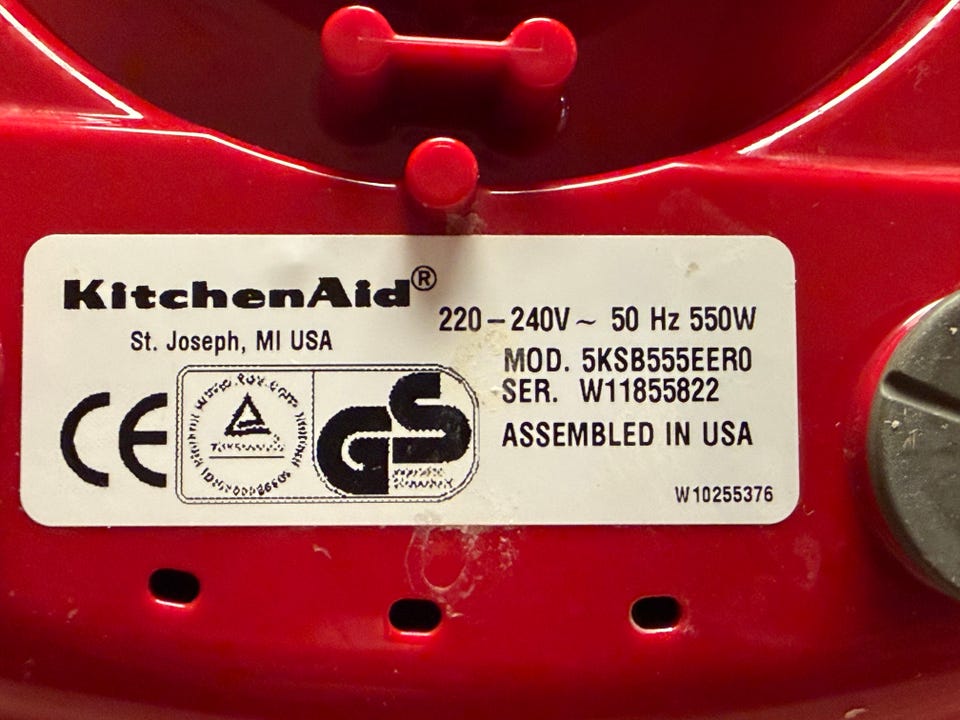 KitchenAid®
St. Joseph, MI USA
220–240V~ 50 Hz 550W
MOD. 5KSB555EER0
SER. W11855822
ASSEMBLED IN USA
CE
GS
W10255376